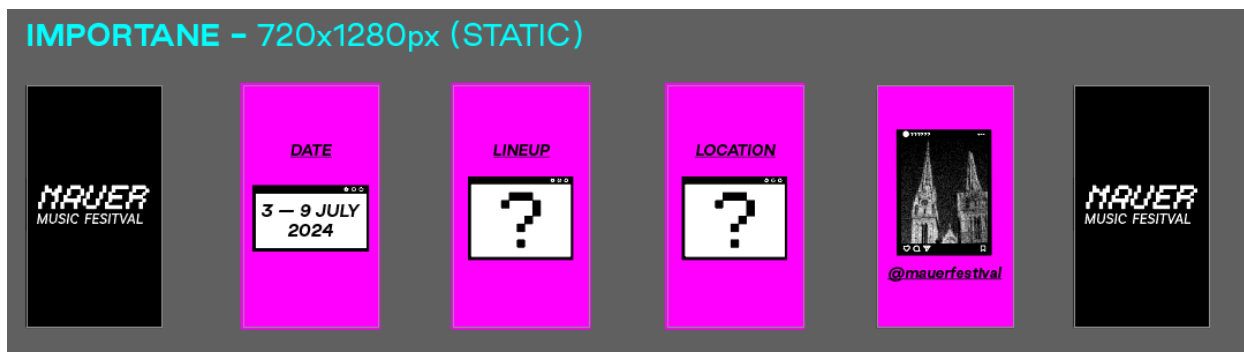 IMPORTANE - 720x1280px (STATIC)
MAUER
MUSIC FESITVAL
DATE
3 — 9 JULY
2024
LINEUP
?
LOCATION
?
??????
@mauerfestival
MAUER
MUSIC FESITVAL